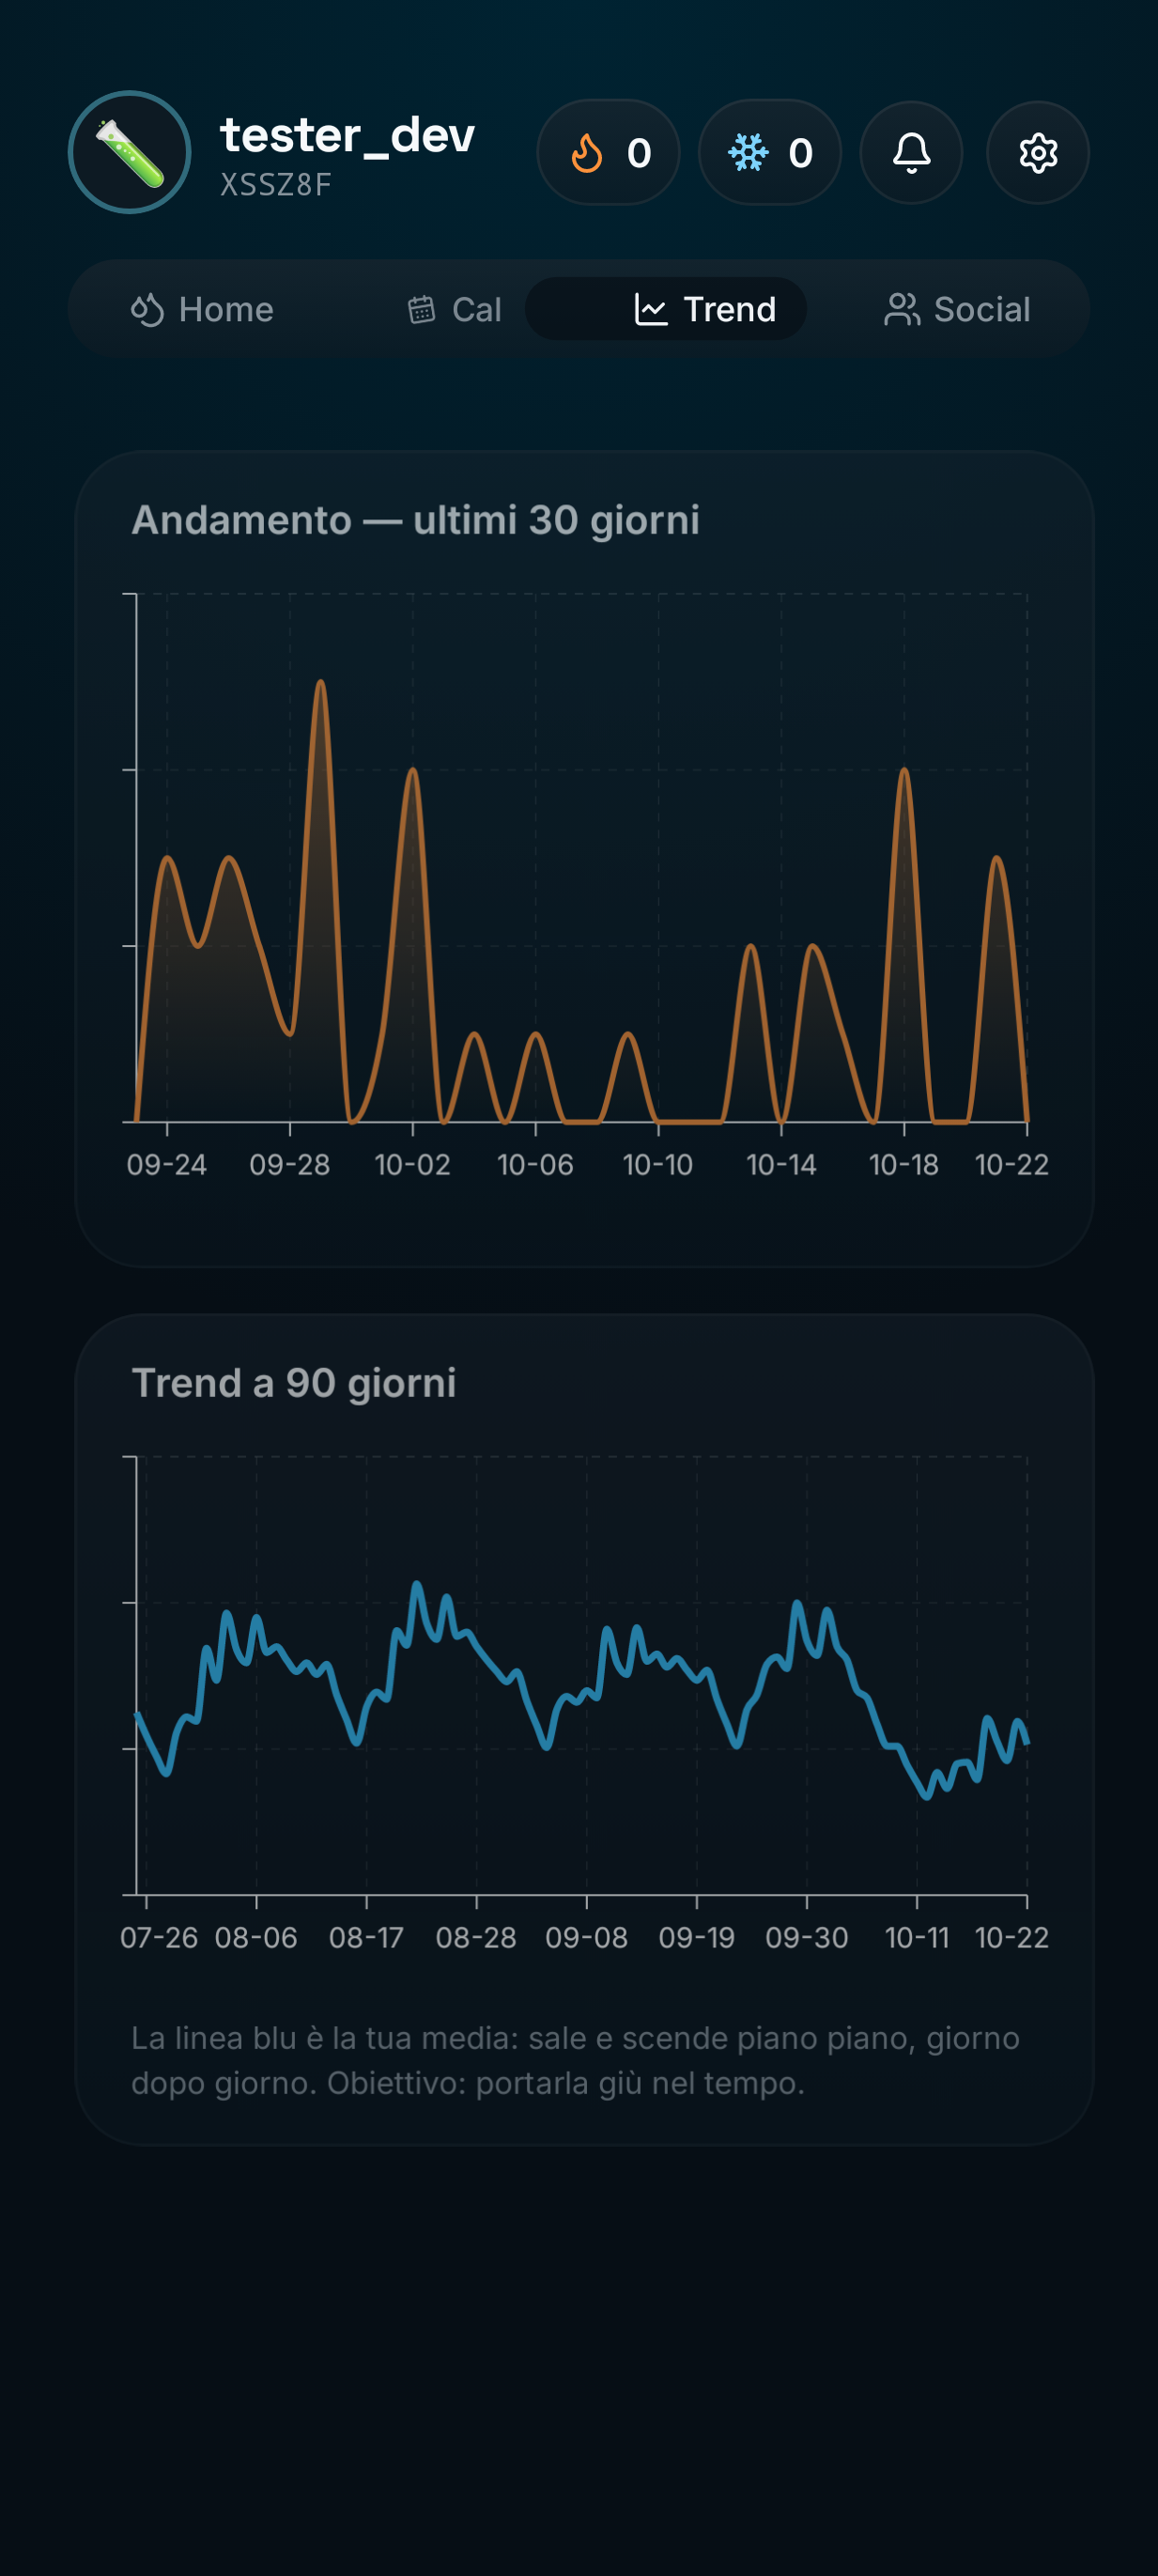 tester_dev
XSSZ8F
0
0
Home
Cal
Trend
Social
Andamento — ultimi 30 giorni
09-24 09-28 10-02 10-06 10-10 10-14 10-18 10-22
Trend a 90 giorni
07-26 08-06 08-17 08-28 09-08 09-19 09-30 10-11 10-22
La linea blu è la tua media: sale e scende piano piano, giorno
dopo giorno. Obiettivo: portarla giù nel tempo.